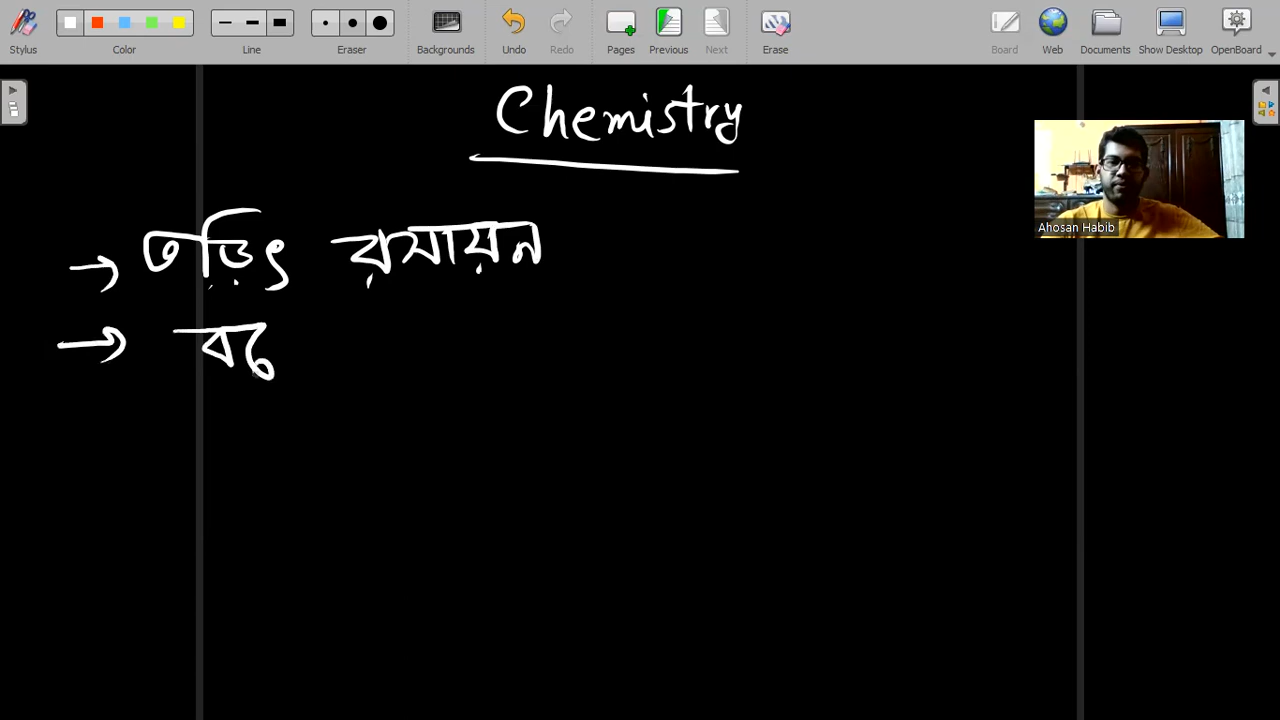 Stylus Color Line Eraser Backgrounds Undo Redo Pages Previous Next Erase Board Web Documents Show Desktop OpenBoard
Chemistry
Ahosan Habib
→ তড়িৎ রসায়ন
→